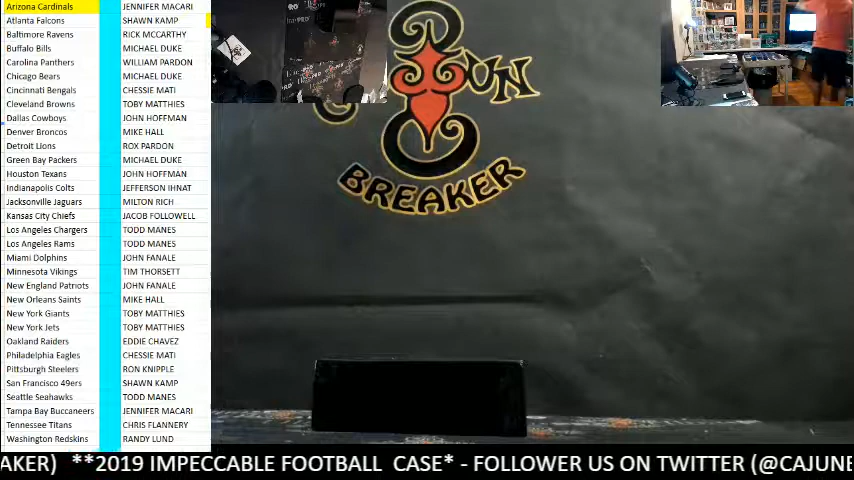 Arizona Cardinals JENNIFER MACARI
Atlanta Falcons SHAWN KAMP
Baltimore Ravens RICK MCCARTHY
Buffalo Bills MICHAEL DUKE
Carolina Panthers WILLIAM PARDON
Chicago Bears MICHAEL DUKE
Cincinnati Bengals CHESSIE MATI
Cleveland Browns TOBY MATTHIES
Dallas Cowboys JOHN HOFFMAN
Denver Broncos MIKE HALL
Detroit Lions ROX PARDON
Green Bay Packers MICHAEL DUKE
Houston Texans JOHN HOFFMAN
Indianapolis Colts JEFFERSON IHNAT
Jacksonville Jaguars MILTON RICH
Kansas City Chiefs JACOB FOLLOWELL
Los Angeles Chargers TODD MANES
Los Angeles Rams TODD MANES
Miami Dolphins JOHN FANALE
Minnesota Vikings TIM THORSETT
New England Patriots JOHN FANALE
New Orleans Saints MIKE HALL
New York Giants TOBY MATTHIES
New York Jets TOBY MATTHIES
Oakland Raiders EDDIE CHAVEZ
Philadelphia Eagles CHESSIE MATI
Pittsburgh Steelers RON KNIPPLE
San Francisco 49ers SHAWN KAMP
Seattle Seahawks TODD MANES
Tampa Bay Buccaneers JENNIFER MACARI
Tennessee Titans CHRIS FLANNERY
Washington Redskins RANDY LUND
UN
BREAKER
AKER) **2019 IMPECCABLE FOOTBALL CASE* - FOLLOWER US ON TWITTER (@CAJUNE